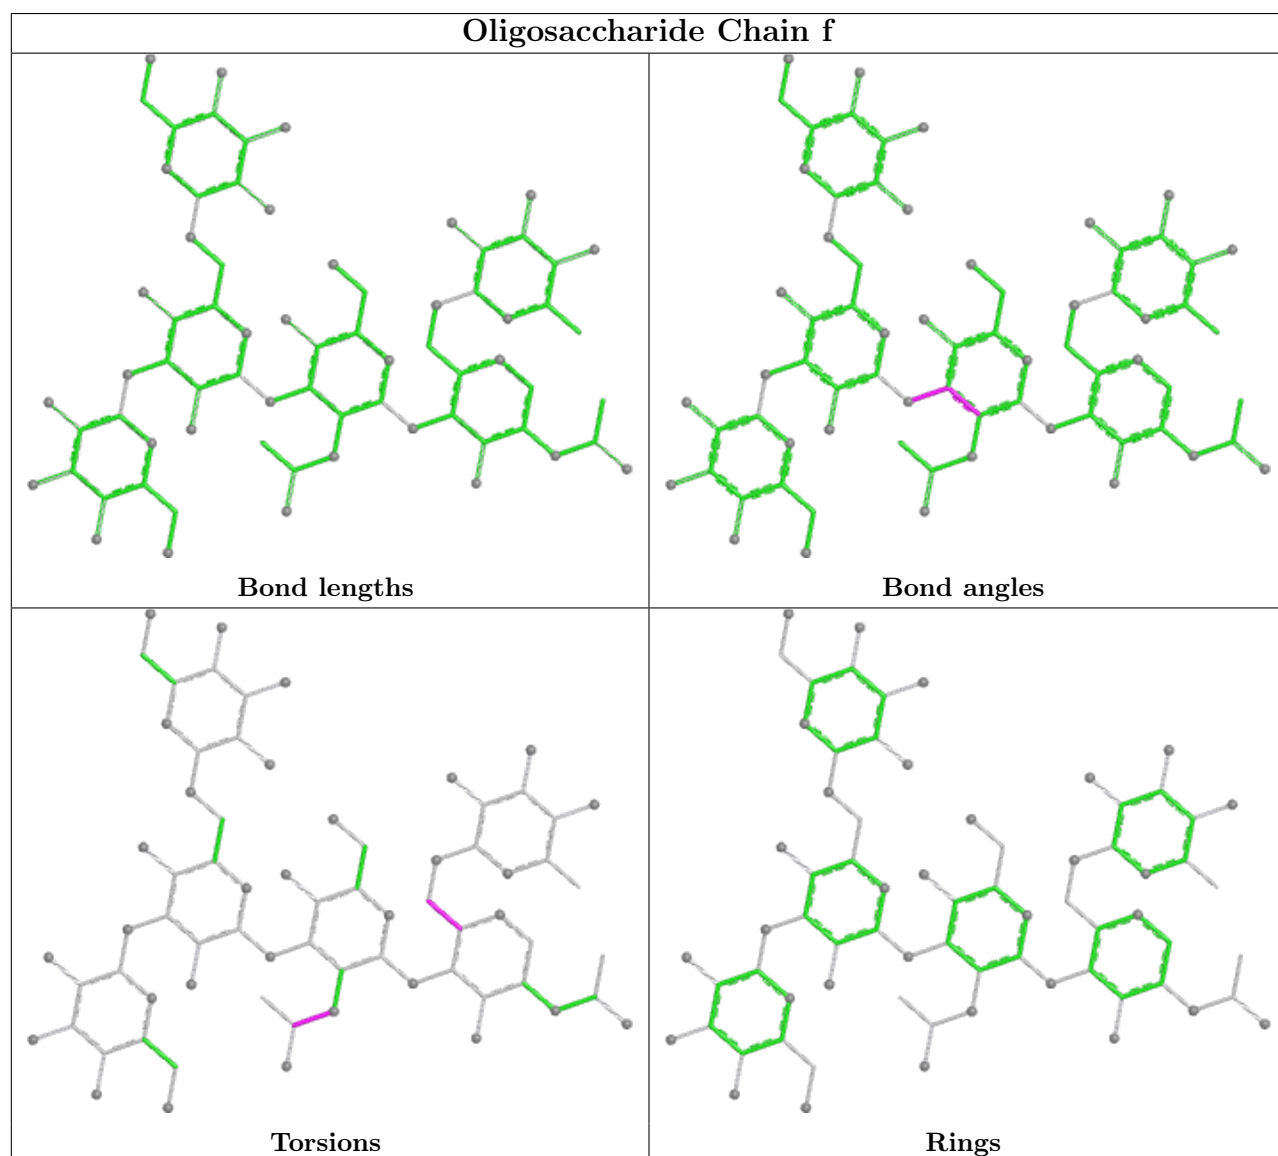 Oligosaccharide Chain f
Bond lengths
Bond angles
Torsions
Rings